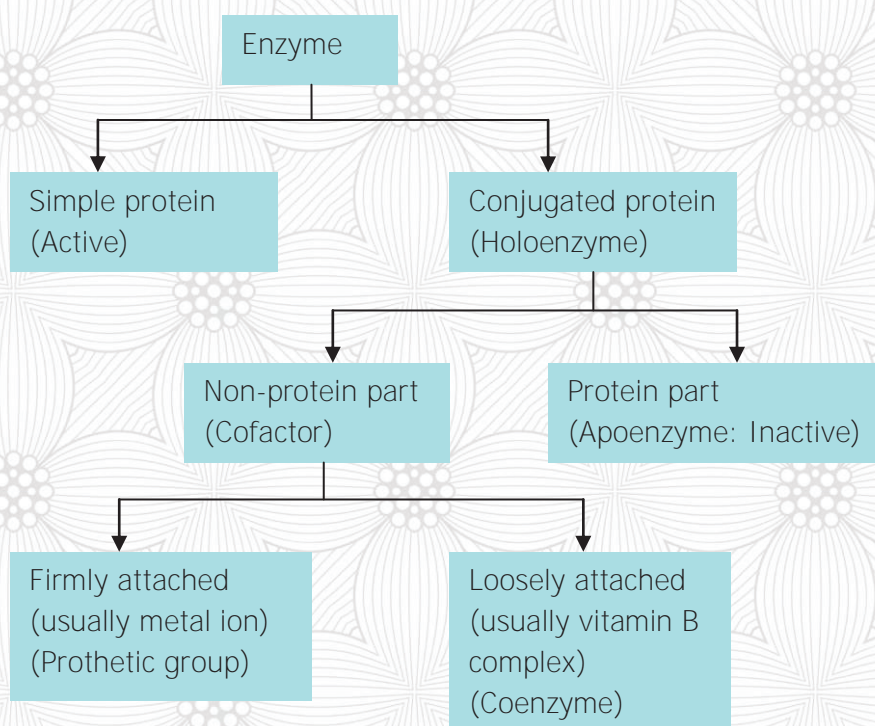 Enzyme
Simple protein
(Active)
Conjugated protein
(Holoenzyme)
Non-protein part
(Cofactor)
Protein part
(Apoenzyme: Inactive)
Firmly attached
(usually metal ion)
(Prothetic group)
Loosely attached
(usually vitamin B
complex)
(Coenzyme)